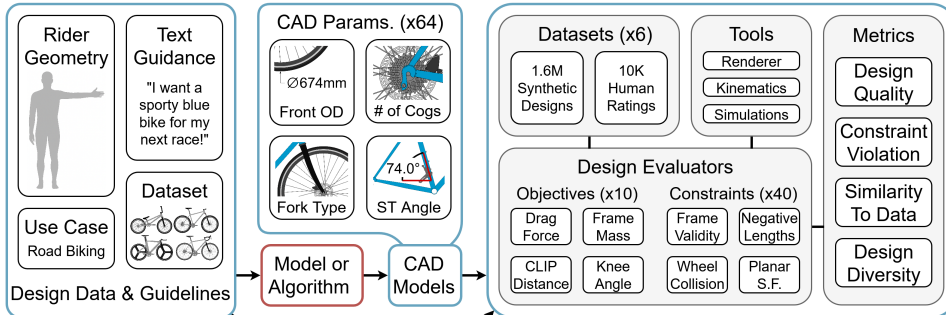 Rider
Geometry
Text
Guidance
"I want a
sporty blue
bike for my
next race!"
Use Case
Road Biking
Dataset
Design Data & Guidelines
CAD Params. (x64)
∅674mm
Front OD
# of Cogs
Fork Type
74.0°
ST Angle
Model or
Algorithm
CAD
Models
Datasets (x6)
1.6M
Synthetic
Designs
10K
Human
Ratings
Tools
Renderer
Kinematics
Simulations
Design Evaluators
Objectives (x10)
Drag
Force
Frame
Mass
CLIP
Distance
Knee
Angle
Constraints (x40)
Frame
Validity
Negative
Lengths
Wheel
Collision
Planar
S.F.
Metrics
Design
Quality
Constraint
Violation
Similarity
To Data
Design
Diversity